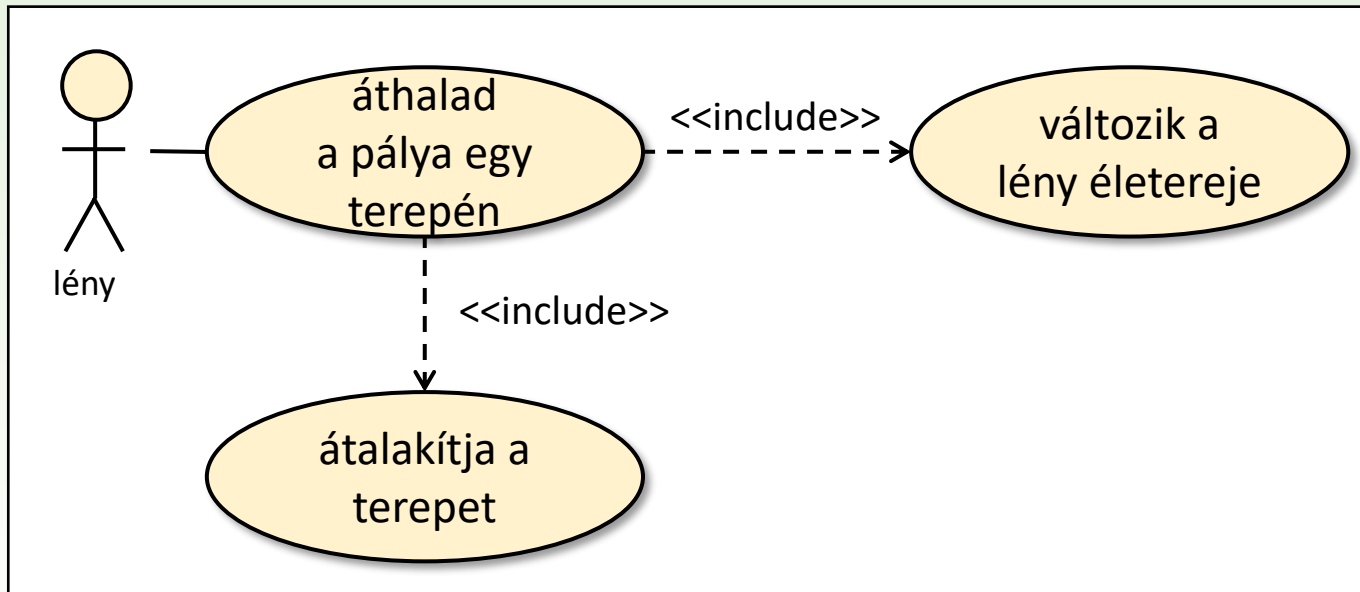 áthalad
a pálya egy
terepén
<<include>>
változik a
lény életereje
lény
<<include>>
átalakítja a
terepet